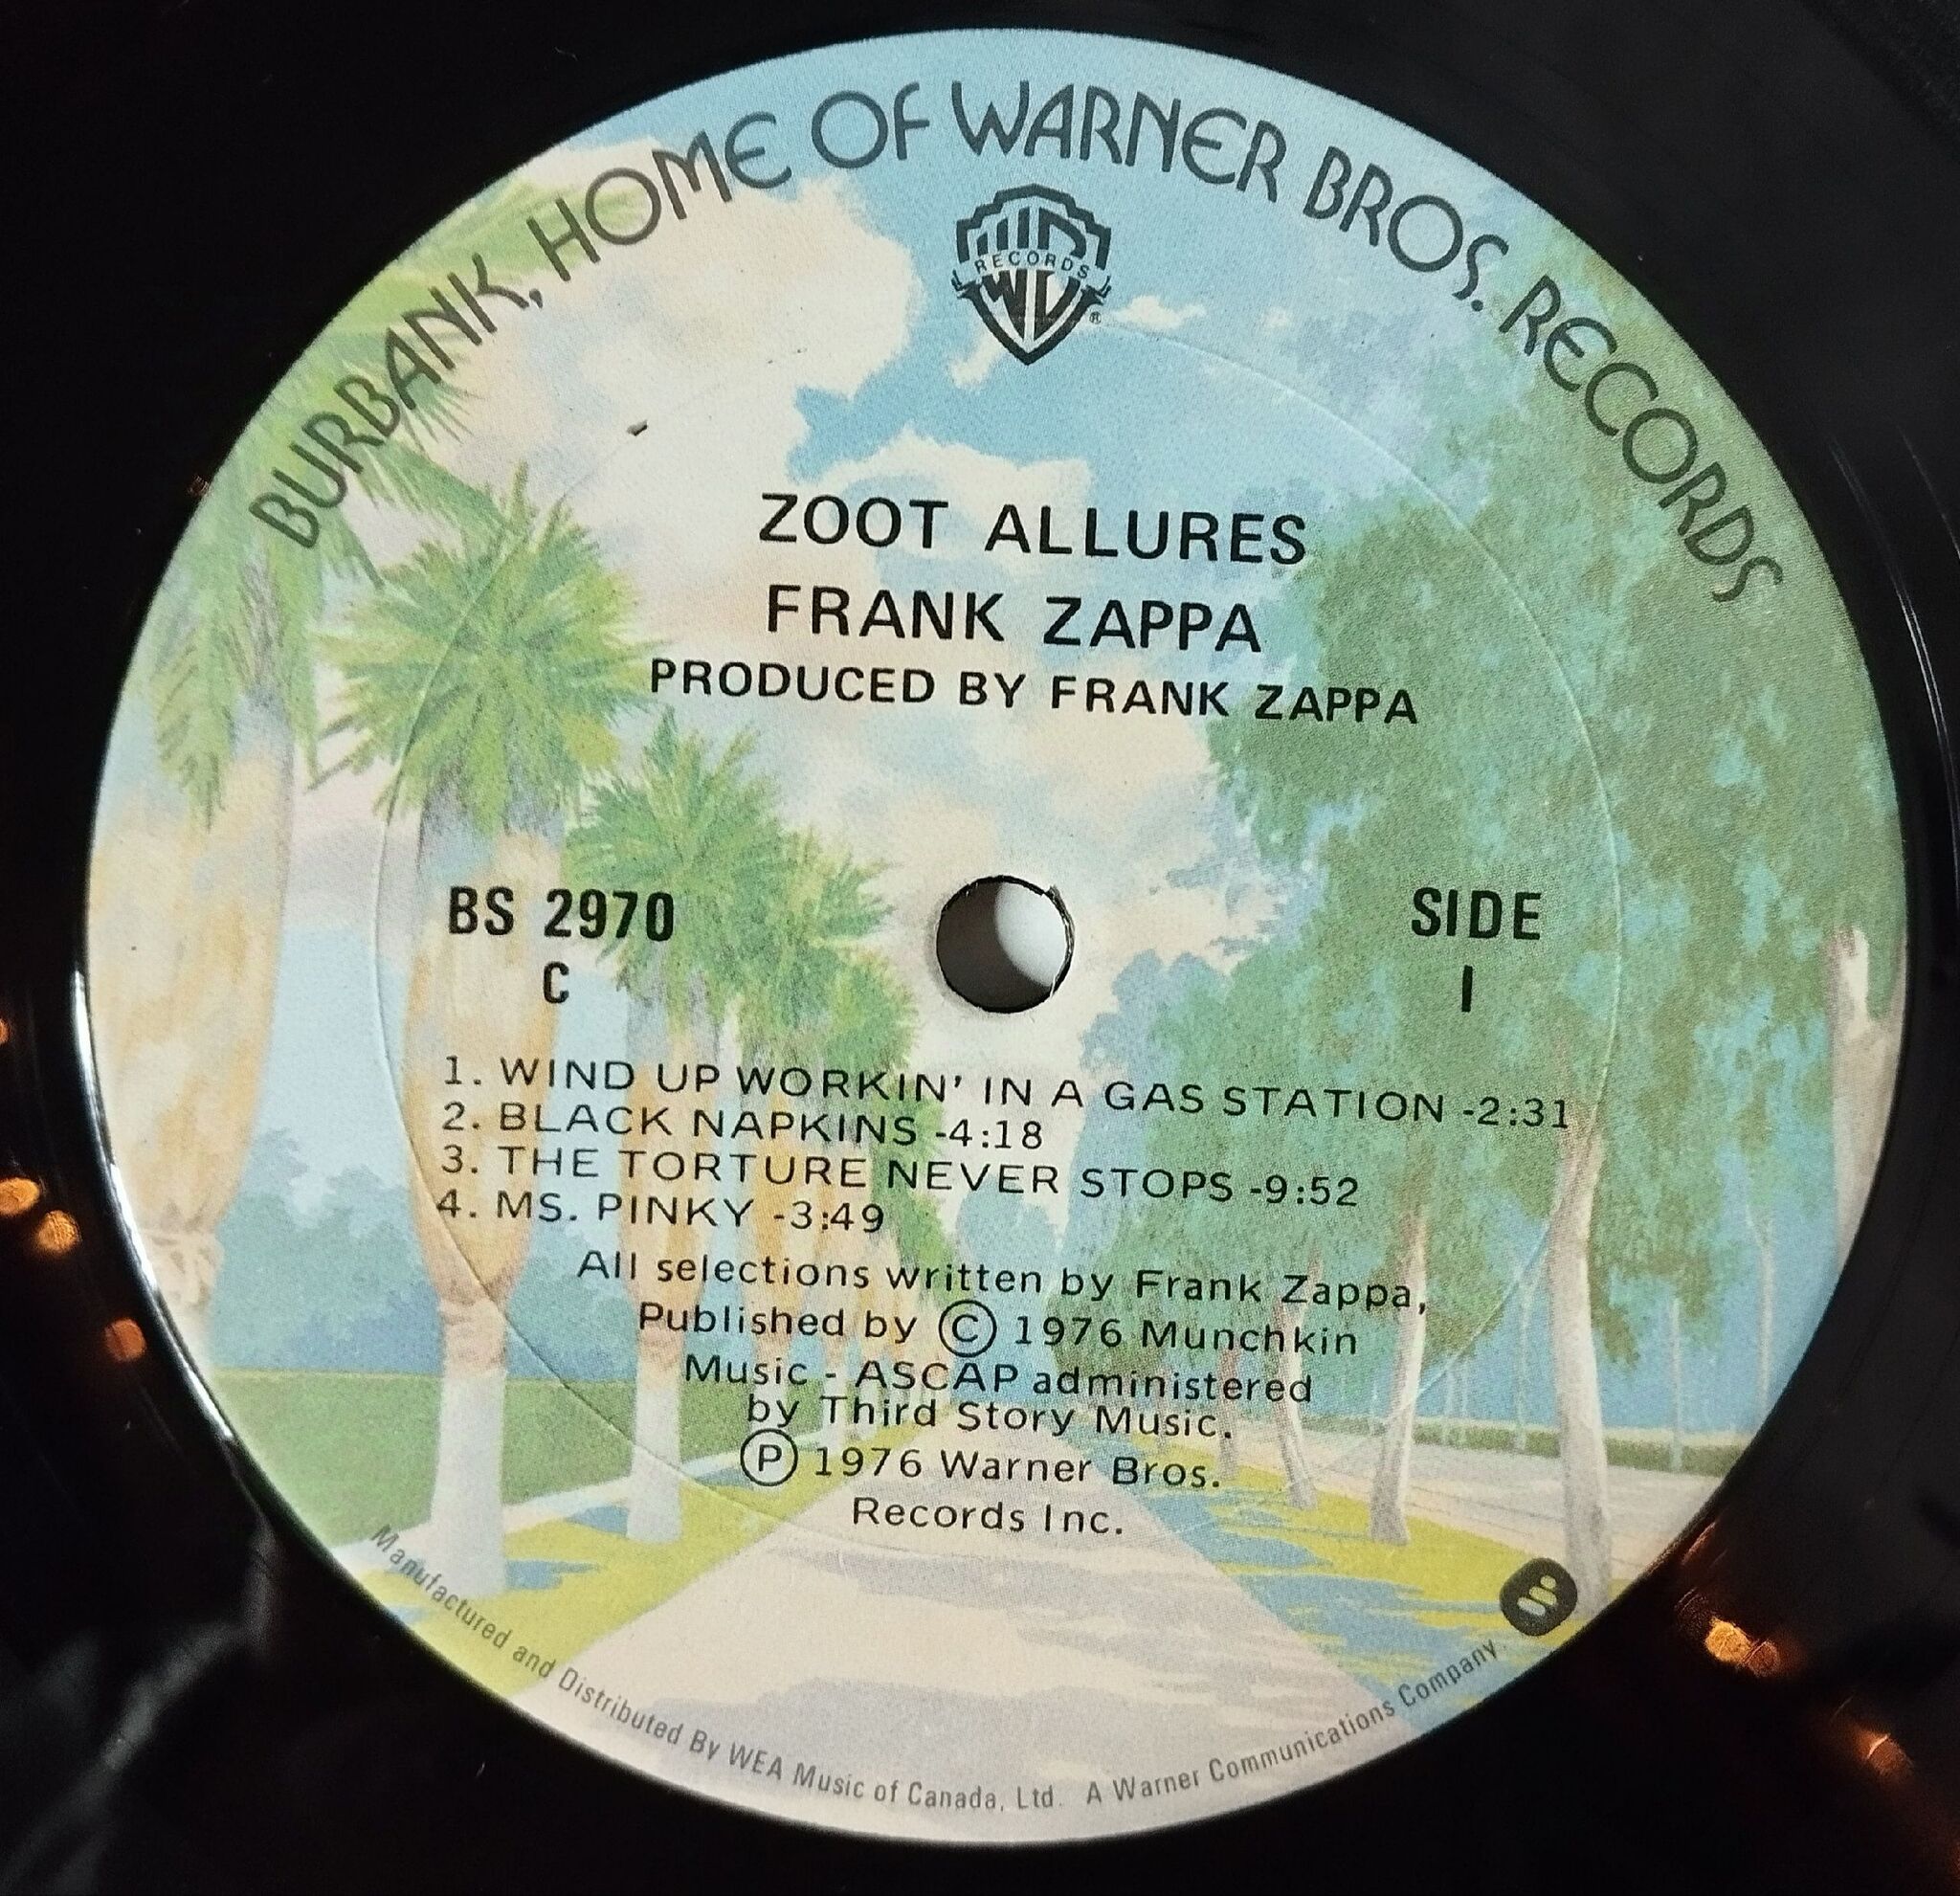 BURBANK, HOME OF WARNER BROS. RECORDS
RECORDS
®
ZOOT ALLURES
FRANK ZAPPA
PRODUCED BY FRANK ZAPPA
BS 2970
C
SIDE
1
1. WIND UP WORKIN' IN A GAS STATION -2:31
2. BLACK NAPKINS -4:18
3. THE TORTURE NEVER STOPS -9:52
4. MS. PINKY -3:49
All selections written by Frank Zappa,
Published by © 1976 Munchkin
Music - ASCAP administered
by Third Story Music.
Ⓟ 1976 Warner Bros.
Records Inc.
Manufactured and Distributed By WEA Music of Canada, Ltd. A Warner Communications Company